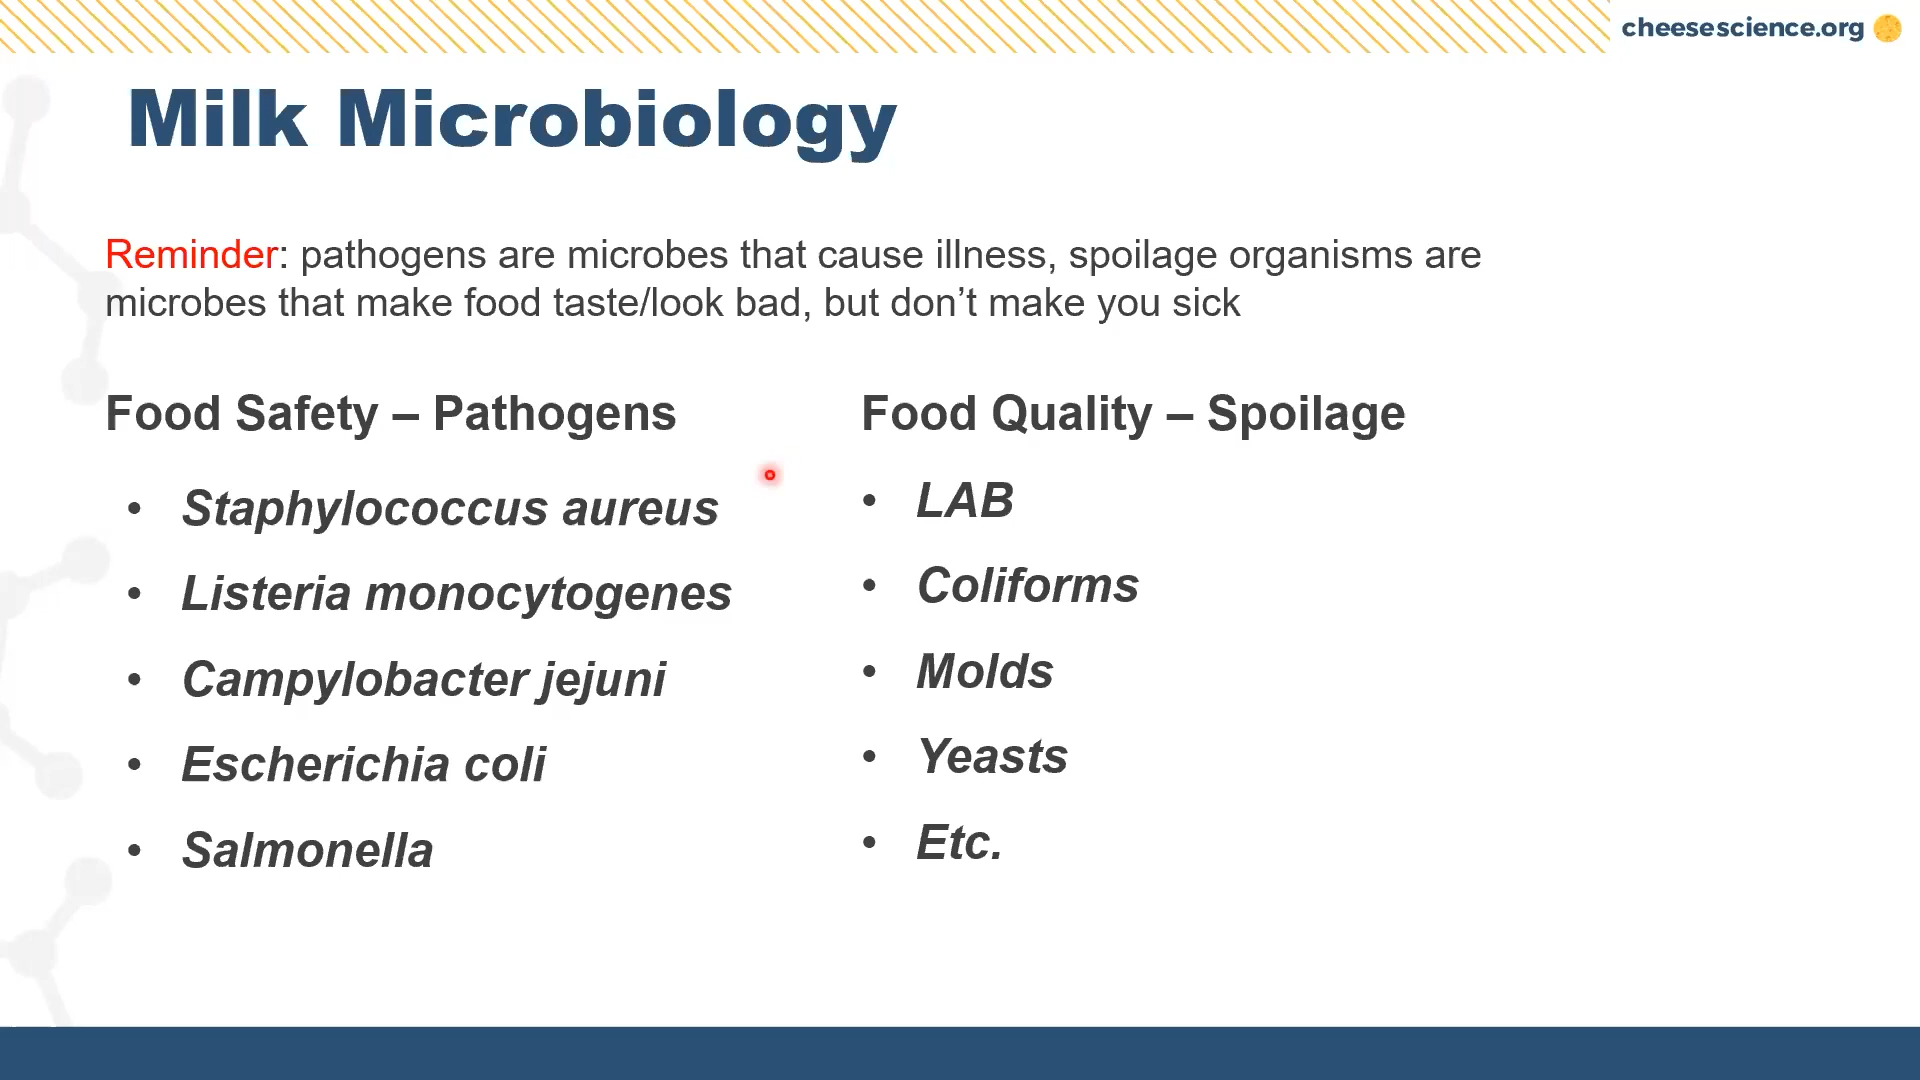 cheesescience.org
Milk Microbiology
Reminder: pathogens are microbes that cause illness, spoilage organisms are
microbes that make food taste/look bad, but don’t make you sick
Food Safety – Pathogens
• Staphylococcus aureus
• Listeria monocytogenes
• Campylobacter jejuni
• Escherichia coli
• Salmonella
Food Quality – Spoilage
• LAB
• Coliforms
• Molds
• Yeasts
• Etc.